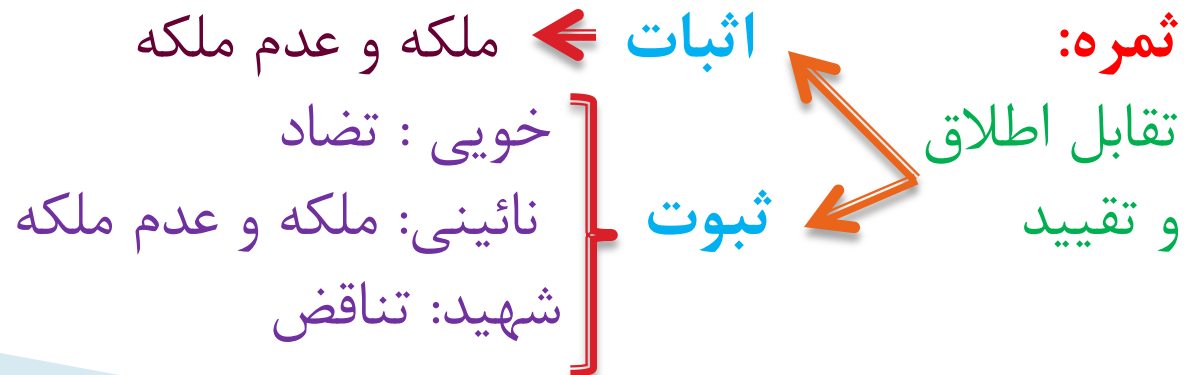 ثمره: اثبات ملکه و عدم ملکه
تقابل اطلاق خویی : تضاد
و تقیید ثبوت نائینی: ملکه و عدم ملکه
شهید: تناقض